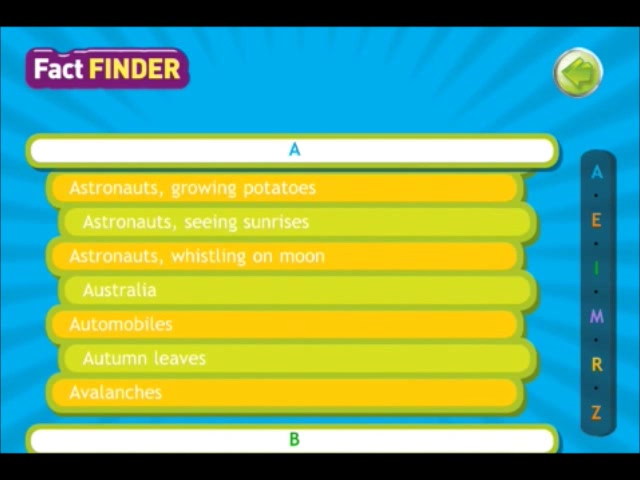 Fact FINDER
A
Astronauts, growing potatoes
Astronauts, seeing sunrises
Astronauts, whistling on moon
Australia
Automobiles
Autumn leaves
Avalanches
B
A
E
I
M
R
Z